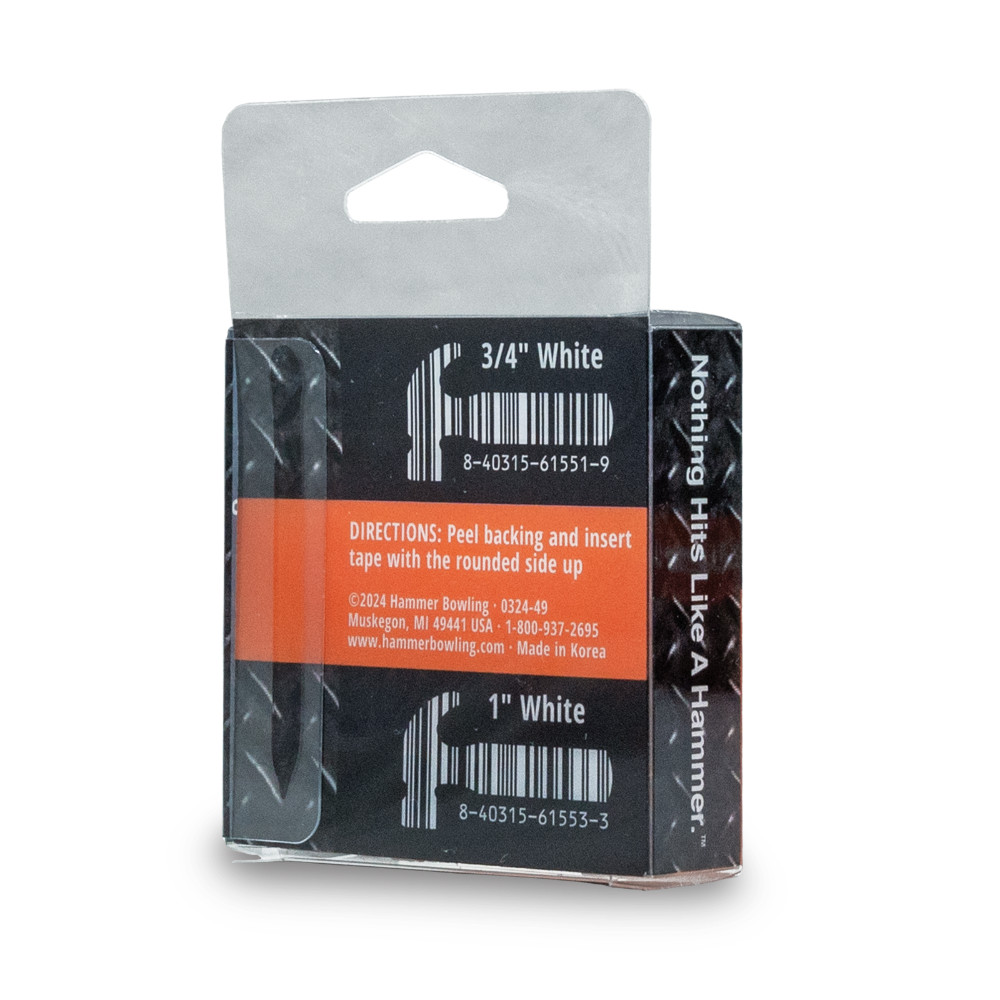 3/4" White
8-40315-61551-9
DIRECTIONS: Peel backing and insert
tape with the rounded side up
©2024 Hammer Bowling · 0324-49
Muskegon, MI 49441 USA · 1-800-937-2695
www.hammerbowling.com · Made in Korea
1" White
8-40315-61553-3
Nothing Hits Like A Hammer.™